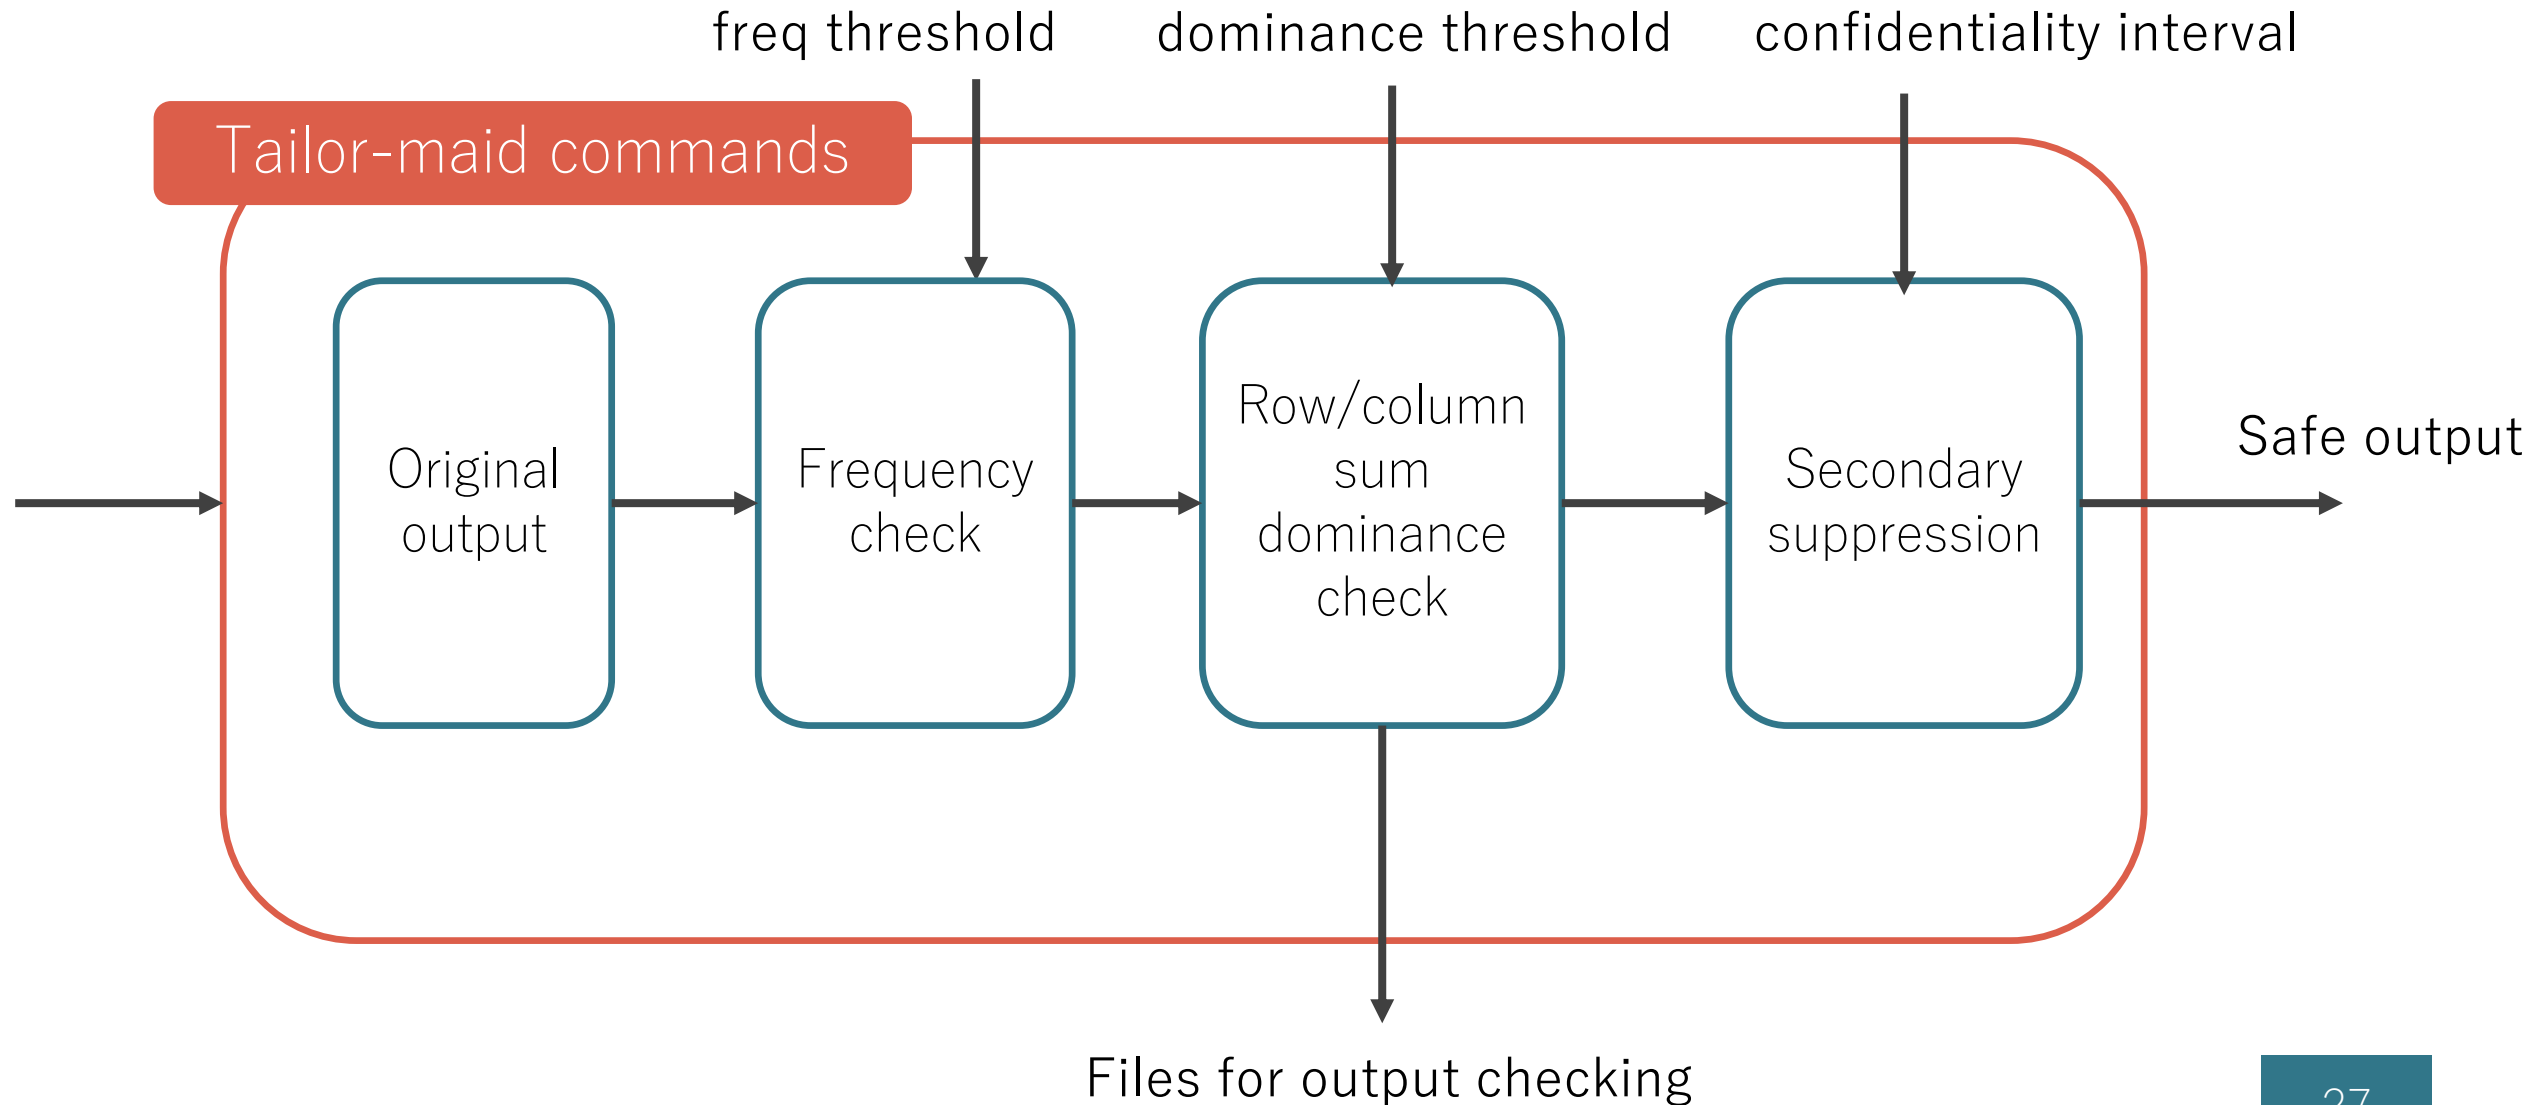 freq threshold
dominance threshold
confidentiality interval
Tailor-maid commands
Original
output
Frequency
check
Row/column
sum
dominance
check
Secondary
suppression
Safe output
Files for output checking
27